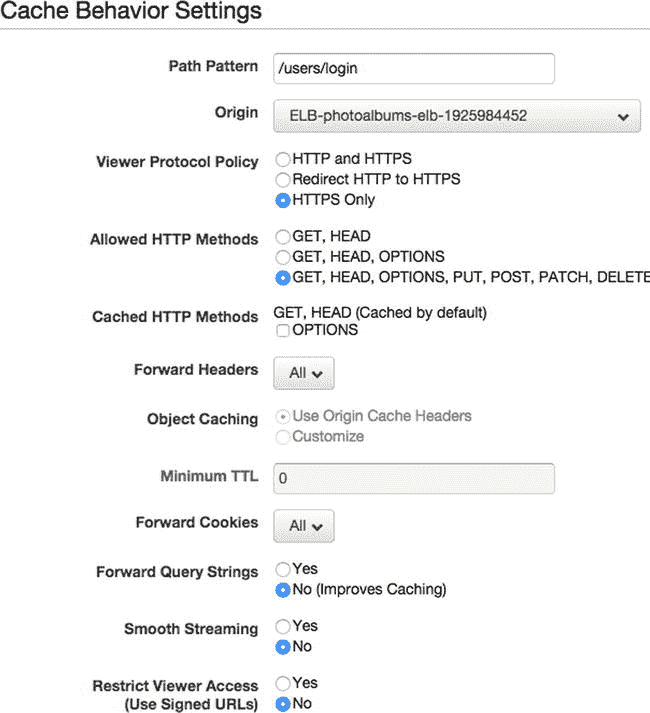 Cache Behavior Settings
Path Pattern /users/login
Origin ELB-photoalbums-elb-1925984452
Viewer Protocol Policy HTTP and HTTPS
Redirect HTTP to HTTPS
HTTPS Only
Allowed HTTP Methods GET, HEAD
GET, HEAD, OPTIONS
GET, HEAD, OPTIONS, PUT, POST, PATCH, DELETE
Cached HTTP Methods GET, HEAD (Cached by default)
OPTIONS
Forward Headers All
Object Caching Use Origin Cache Headers
Customize
Minimum TTL 0
Forward Cookies All
Forward Query Strings Yes
No (Improves Caching)
Smooth Streaming Yes
No
Restrict Viewer Access Yes
(Use Signed URLs) No